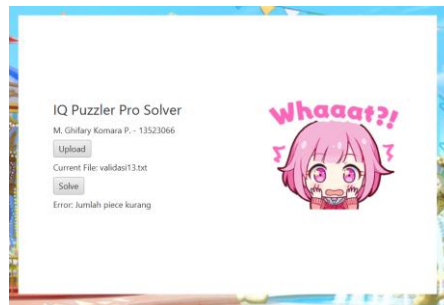 IQ Puzzler Pro Solver
M. Ghifary Komara P. - 13523066
Upload
Current File: validasi13.txt
Solve
Error: Jumlah piece kurang
Whaaat?!